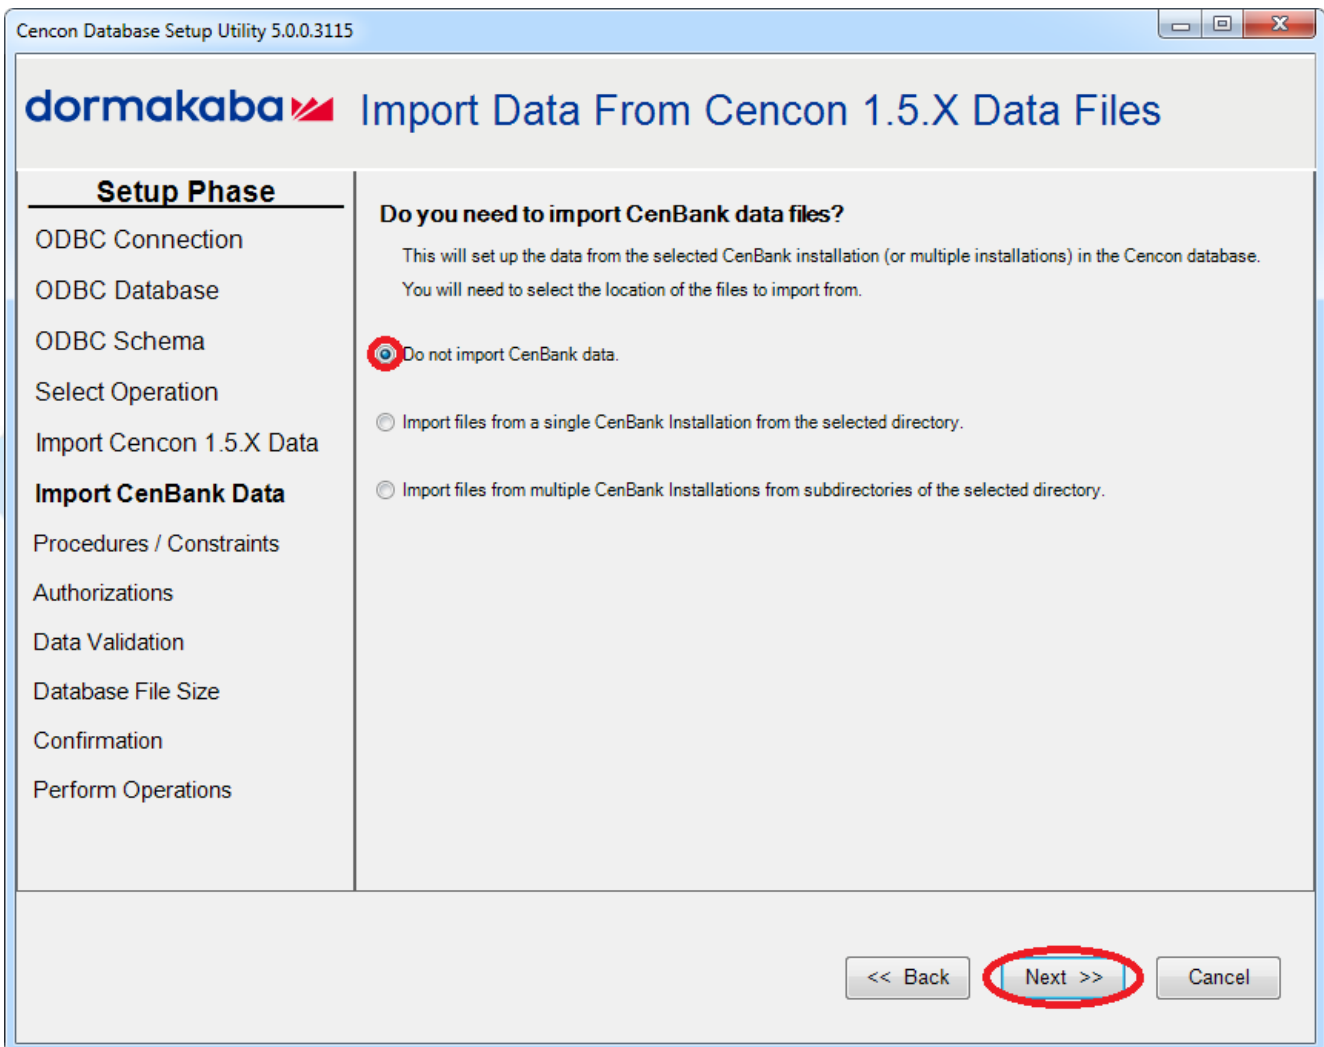 Cencon Database Setup Utility 5.0.0.3115
dormakaba
Import Data From Cencon 1.5.X Data Files
Setup Phase
ODBC Connection
ODBC Database
ODBC Schema
Select Operation
Import Cencon 1.5.X Data
Import CenBank Data
Procedures / Constraints
Authorizations
Data Validation
Database File Size
Confirmation
Perform Operations
Do you need to import CenBank data files?
This will set up the data from the selected CenBank installation (or multiple installations) in the Cencon database.
You will need to select the location of the files to import from.
Do not import CenBank data.
Import files from a single CenBank Installation from the selected directory.
Import files from multiple CenBank Installations from subdirectories of the selected directory.
<< Back
Next >>
Cancel